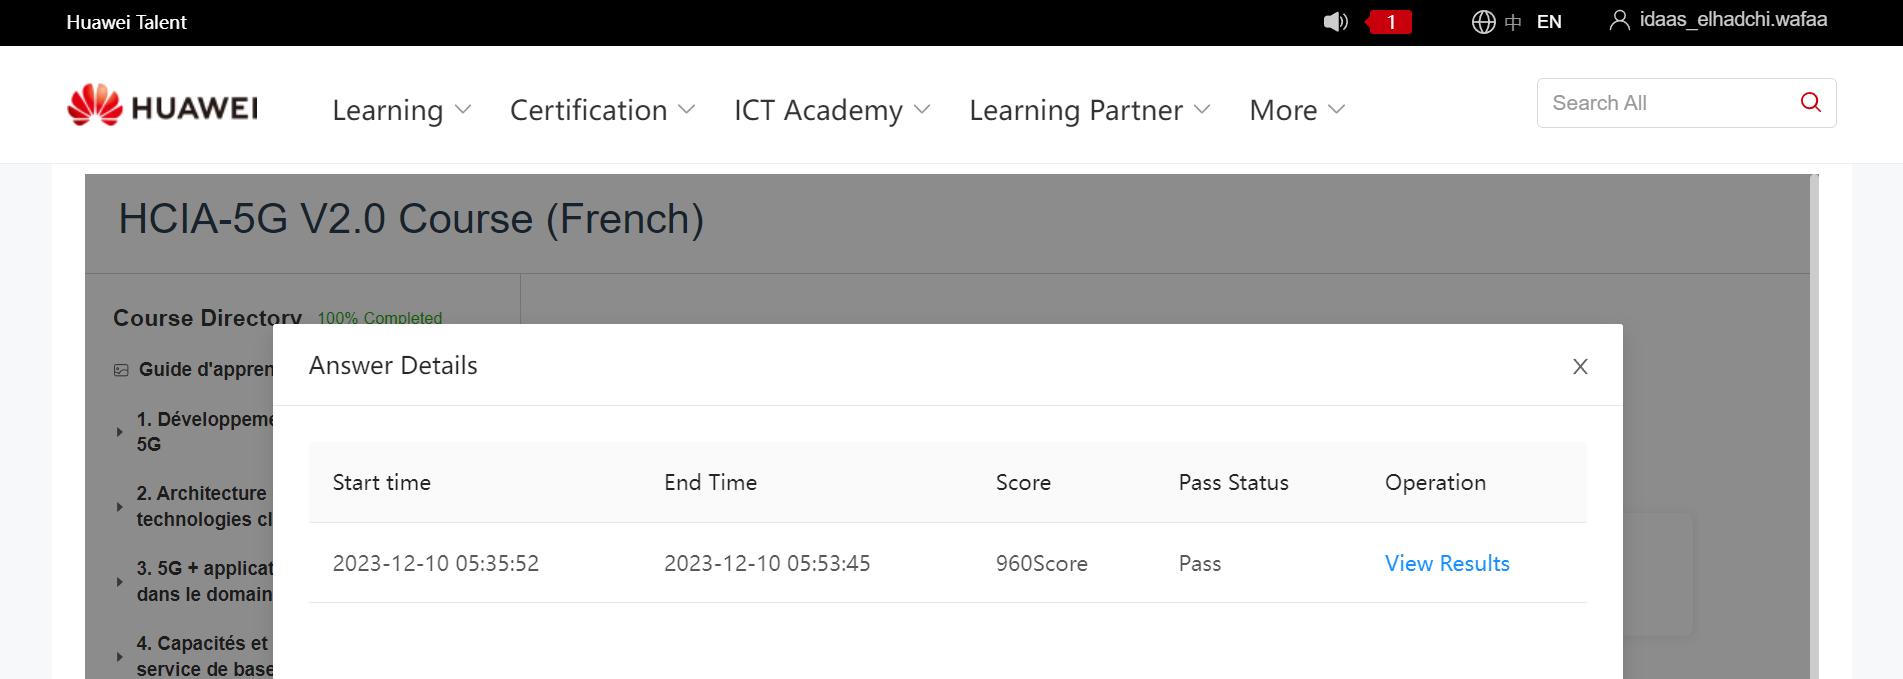 Huawei Talent 1 中 EN idaas_elhadchi.wafaa
HUAWEI Learning Certification ICT Academy Learning Partner More Search All
HCIA-5G V2.0 Course (French)
Course Directory 100% Completed
Guide d'appren
1. Développeme
5G
2. Architecture
technologies cl
3. 5G + applicat
dans le domain
4. Capacités et
service de base
Answer Details X
Start time End Time Score Pass Status Operation
2023-12-10 05:35:52 2023-12-10 05:53:45 960Score Pass View Results